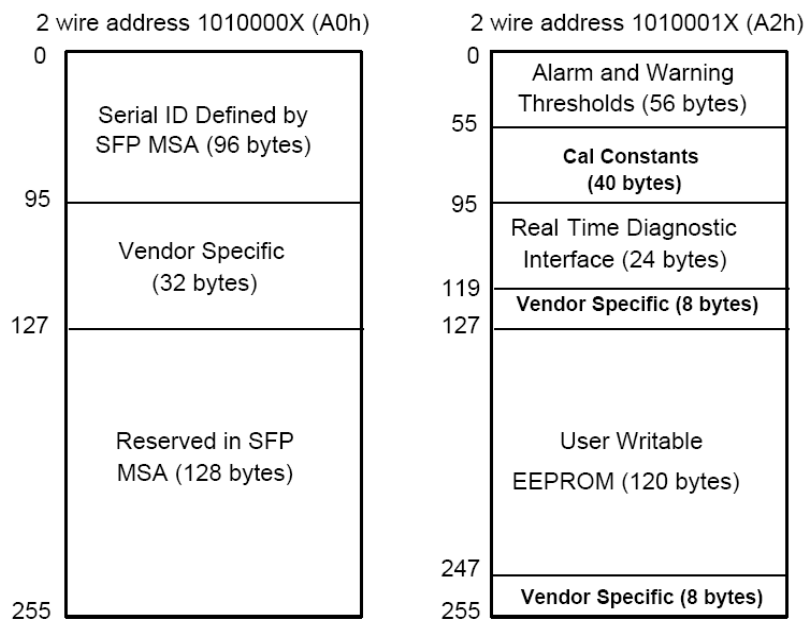 2 wire address 1010000X (A0h)
0
Serial ID Defined by
SFP MSA (96 bytes)
95
Vendor Specific
(32 bytes)
127
Reserved in SFP
MSA (128 bytes)
255
2 wire address 1010001X (A2h)
0
Alarm and Warning
Thresholds (56 bytes)
55
Cal Constants
(40 bytes)
95
Real Time Diagnostic
Interface (24 bytes)
119
Vendor Specific (8 bytes)
127
User Writable
EEPROM (120 bytes)
247
Vendor Specific (8 bytes)
255